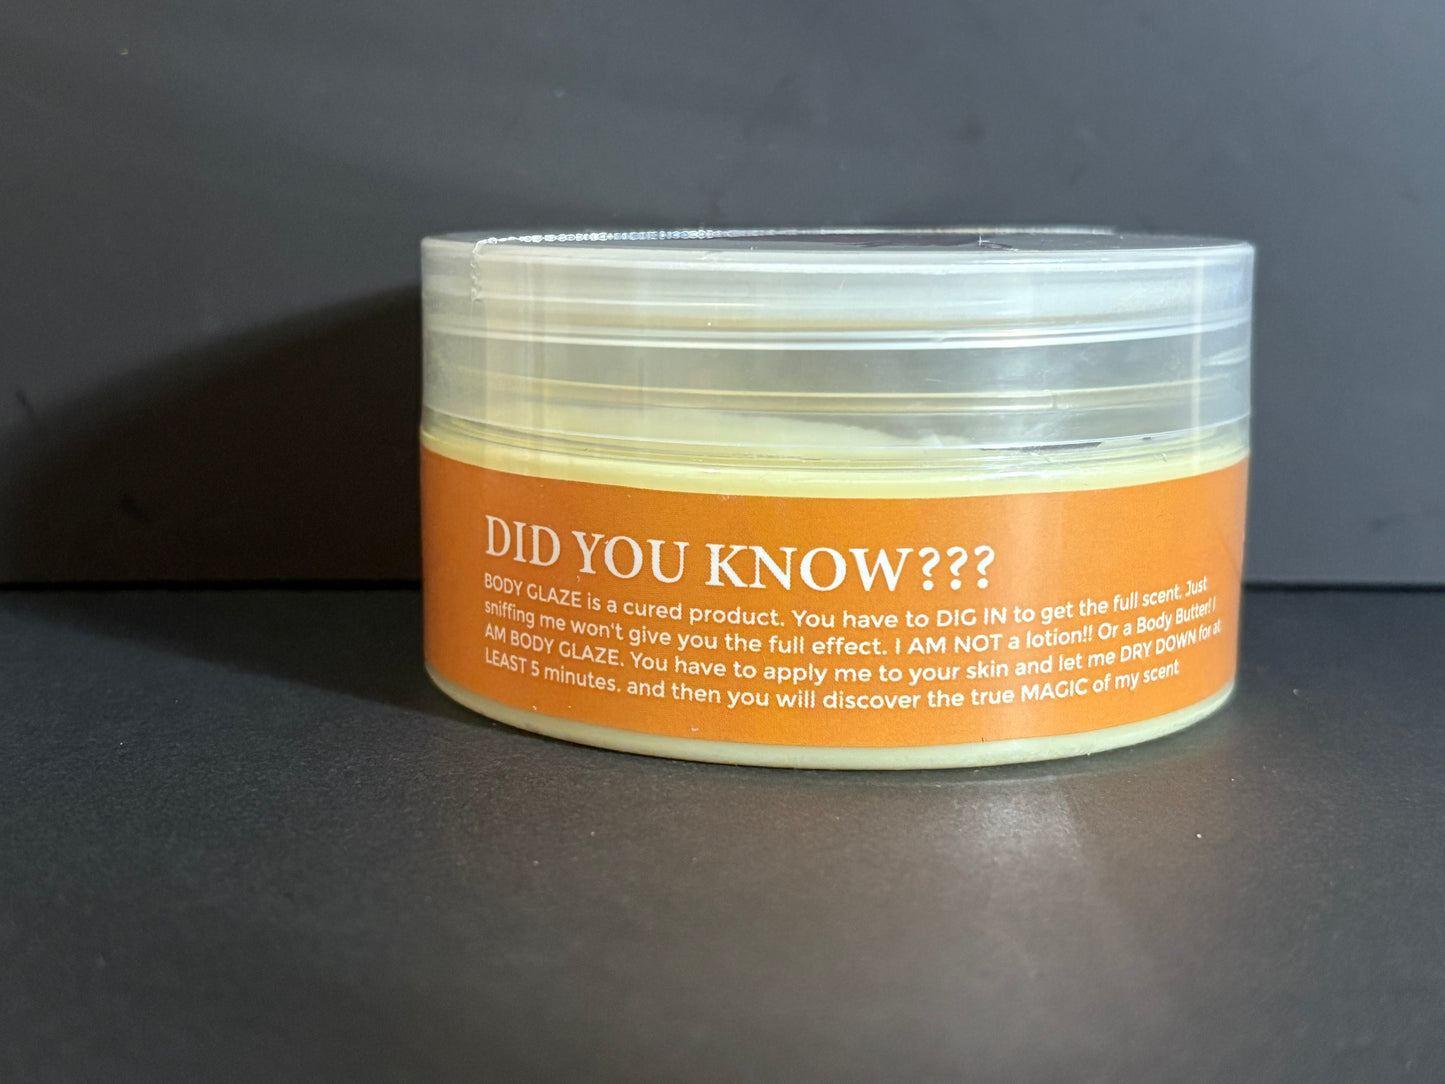 DID YOU KNOW???
BODY GLAZE is a cured product. You have to DIG IN to get the full scent. Just
sniffing me won't give you the full effect. I AM NOT a lotion!! Or a Body Butter! I
AM BODY GLAZE. You have to apply me to your skin and let me DRY DOWN for at
LEAST 5 minutes. and then you will discover the true MAGIC of my scent